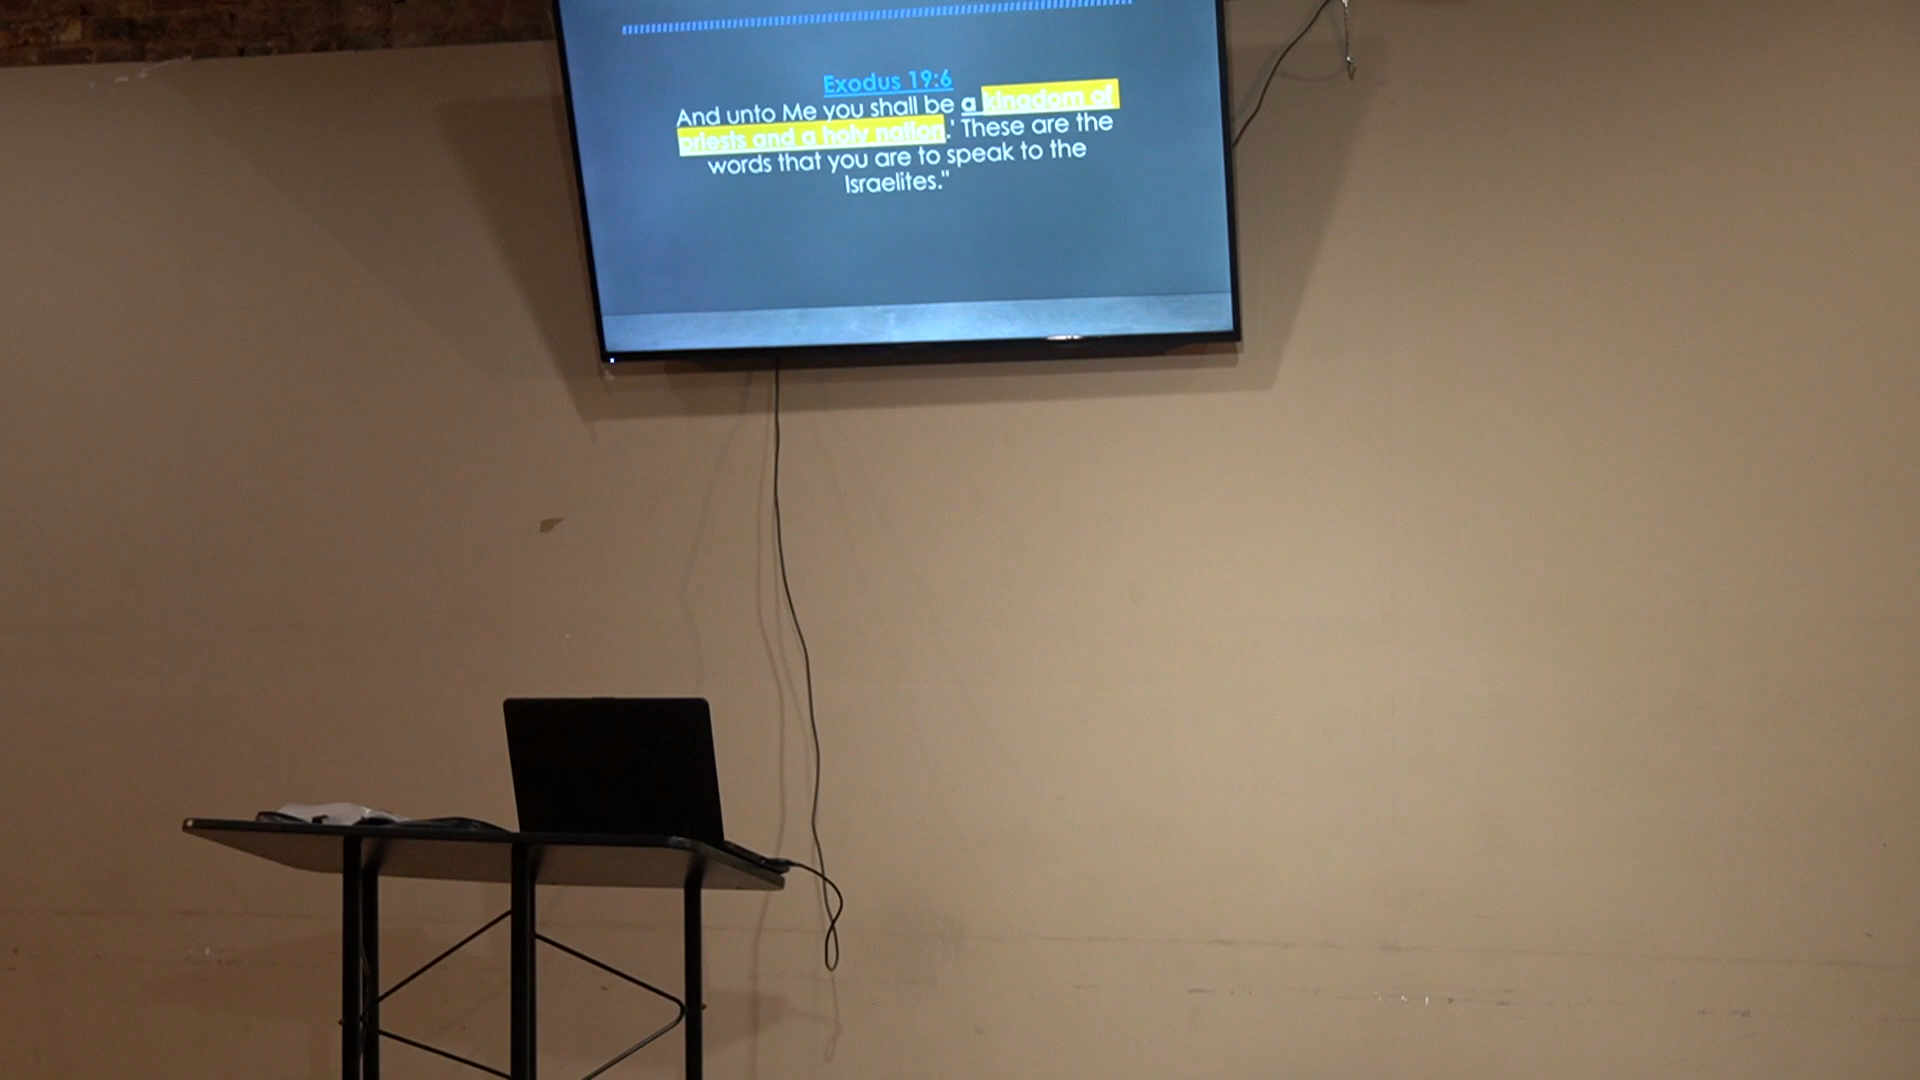 Exodus 19:6
And unto Me you shall be a kingdom of
priests and a holy nation.' These are the
words that you are to speak to the
Israelites."